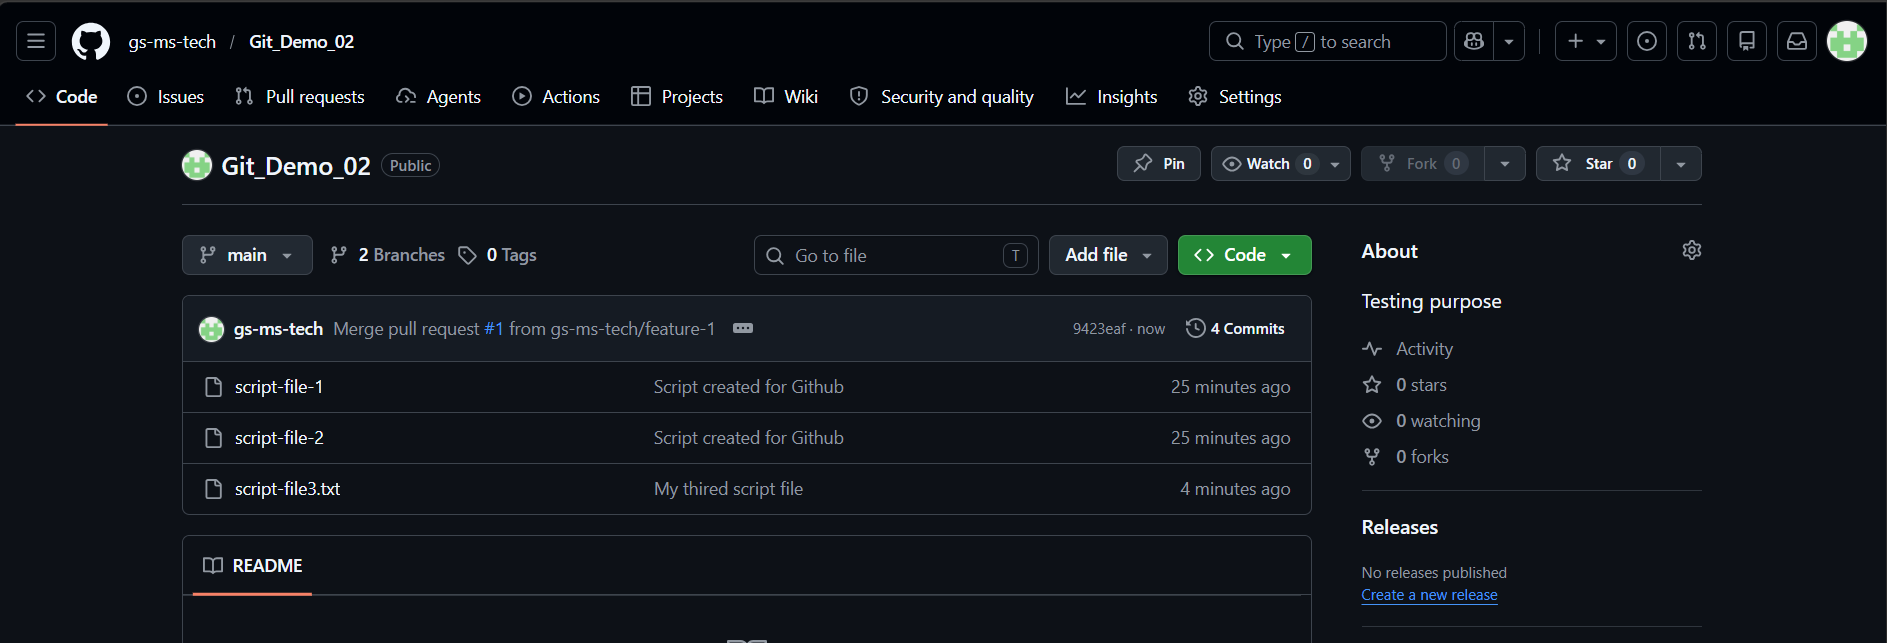 gs-ms-tech / Git_Demo_02
Type / to search
Code Issues Pull requests Agents Actions Projects Wiki Security and quality Insights Settings
Git_Demo_02 Public
Pin Watch 0 Fork 0 Star 0
main 2 Branches 0 Tags Go to file T Add file Code
gs-ms-tech Merge pull request #1 from gs-ms-tech/feature-1 9423eaf · now 4 Commits
script-file-1 Script created for Github 25 minutes ago
script-file-2 Script created for Github 25 minutes ago
script-file3.txt My thired script file 4 minutes ago
README
About
Testing purpose
Activity
0 stars
0 watching
0 forks
Releases
No releases published
Create a new release